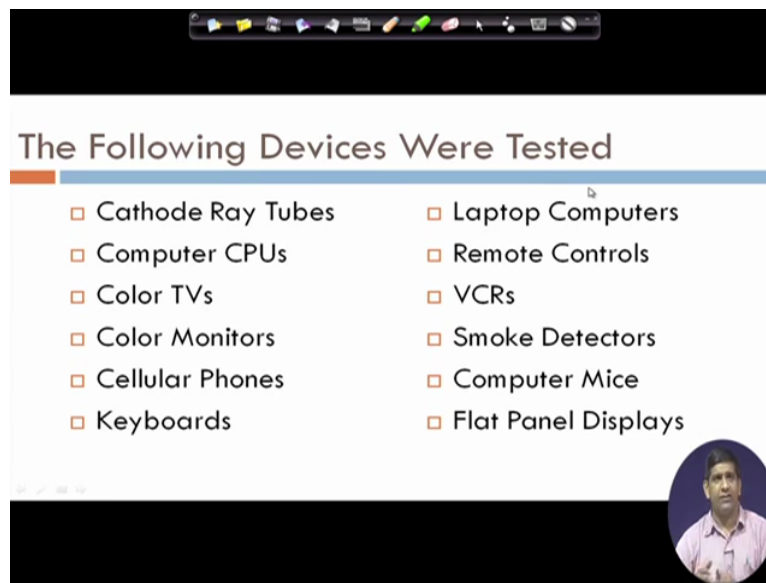 The Following Devices Were Tested
Cathode Ray Tubes
Computer CPUs
Color TVs
Color Monitors
Cellular Phones
Keyboards
Laptop Computers
Remote Controls
VCRs
Smoke Detectors
Computer Mice
Flat Panel Displays